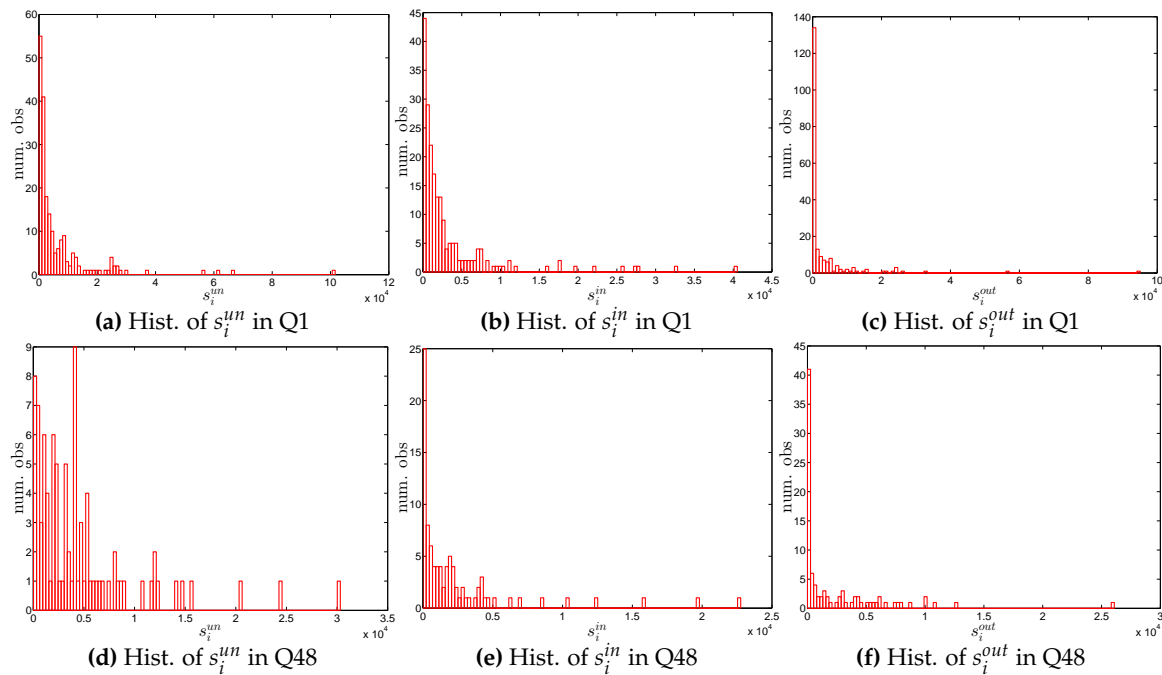 60
50
40
30
20
10
0
num. obs
0 2 4 6 8 10 12
s_i^{un}
x 10^4
(a) Hist. of s_i^{un} in Q1
45
40
35
30
25
20
15
10
5
0
num. obs
0 0.5 1 1.5 2 2.5 3 3.5 4 4.5
s_i^{in}
x 10^4
(b) Hist. of s_i^{in} in Q1
140
120
100
80
60
40
20
0
num. obs
0 2 4 6 8 10
s_i^{out}
x 10^4
(c) Hist. of s_i^{out} in Q1
9
8
7
6
5
4
3
2
1
0
num. obs
0 0.5 1 1.5 2 2.5 3 3.5
s_i^{un}
x 10^4
(d) Hist. of s_i^{un} in Q48
25
20
15
10
5
0
num. obs
0 0.5 1 1.5 2 2.5
s_i^{in}
x 10^4
(e) Hist. of s_i^{in} in Q48
45
40
35
30
25
20
15
10
5
0
num. obs
0 0.5 1 1.5 2 2.5 3
s_i^{out}
x 10^4
(f) Hist. of s_i^{out} in Q48